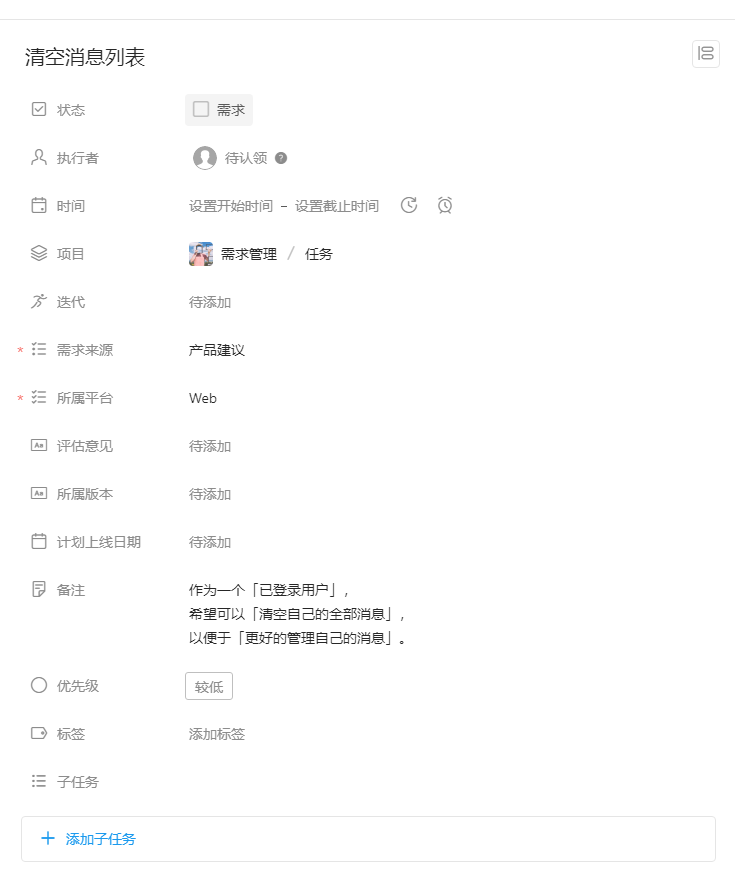 清空消息列表
状态 需求
执行者 待认领 ?
时间 设置开始时间 – 设置截止时间
项目 需求管理 / 任务
迭代 待添加
* 需求来源 产品建议
* 所属平台 Web
评估意见 待添加
所属版本 待添加
计划上线日期 待添加
备注 作为一个「已登录用户」,
希望可以「清空自己的全部消息」,
以便于「更好的管理自己的消息」。
优先级 较低
标签 添加标签
子任务
+ 添加子任务